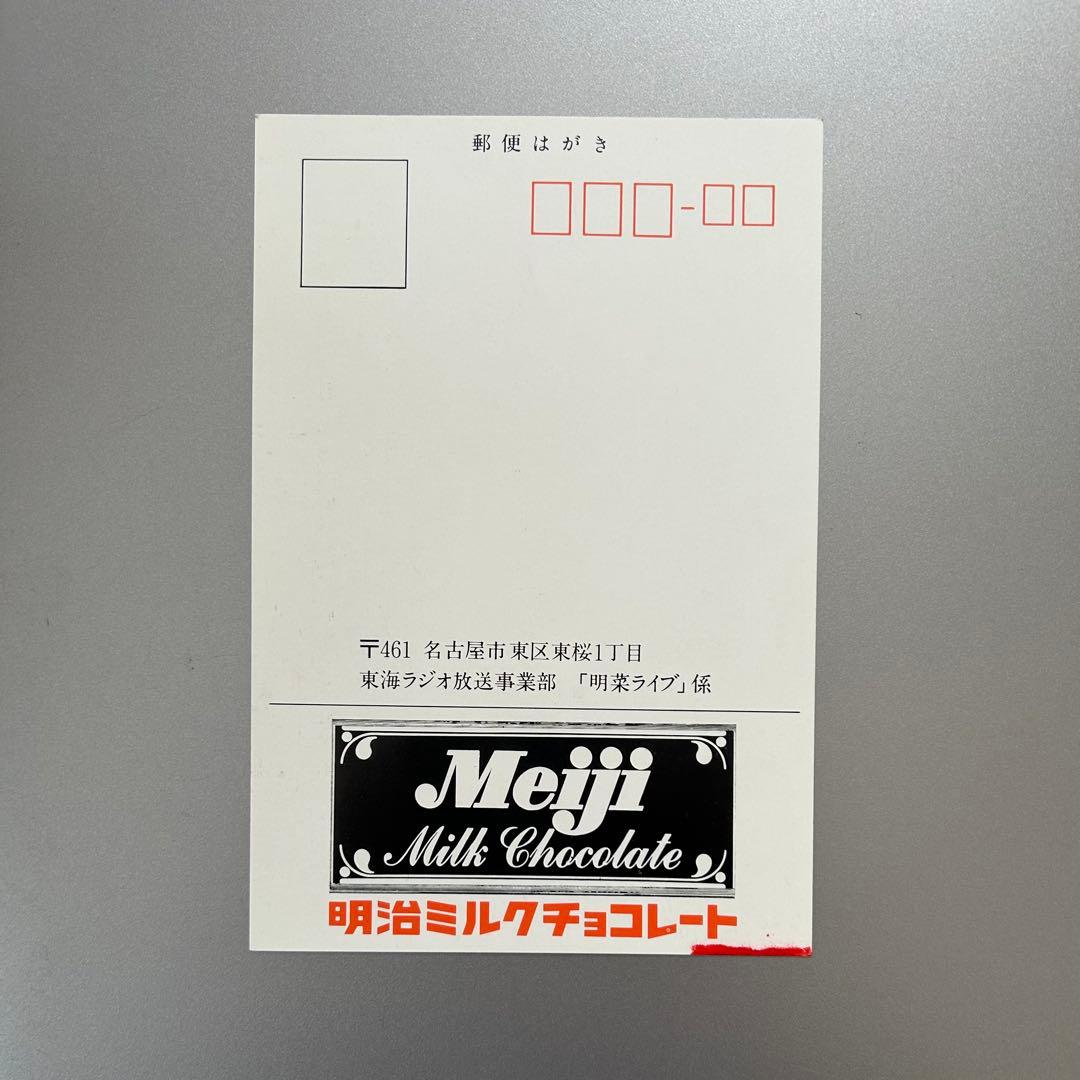 郵便はがき
〒461 名古屋市東区東桜1丁目
東海ラジオ放送事業部 「明菜ライブ」係
Meiji
Milk Chocolate
明治ミルクチョコレート